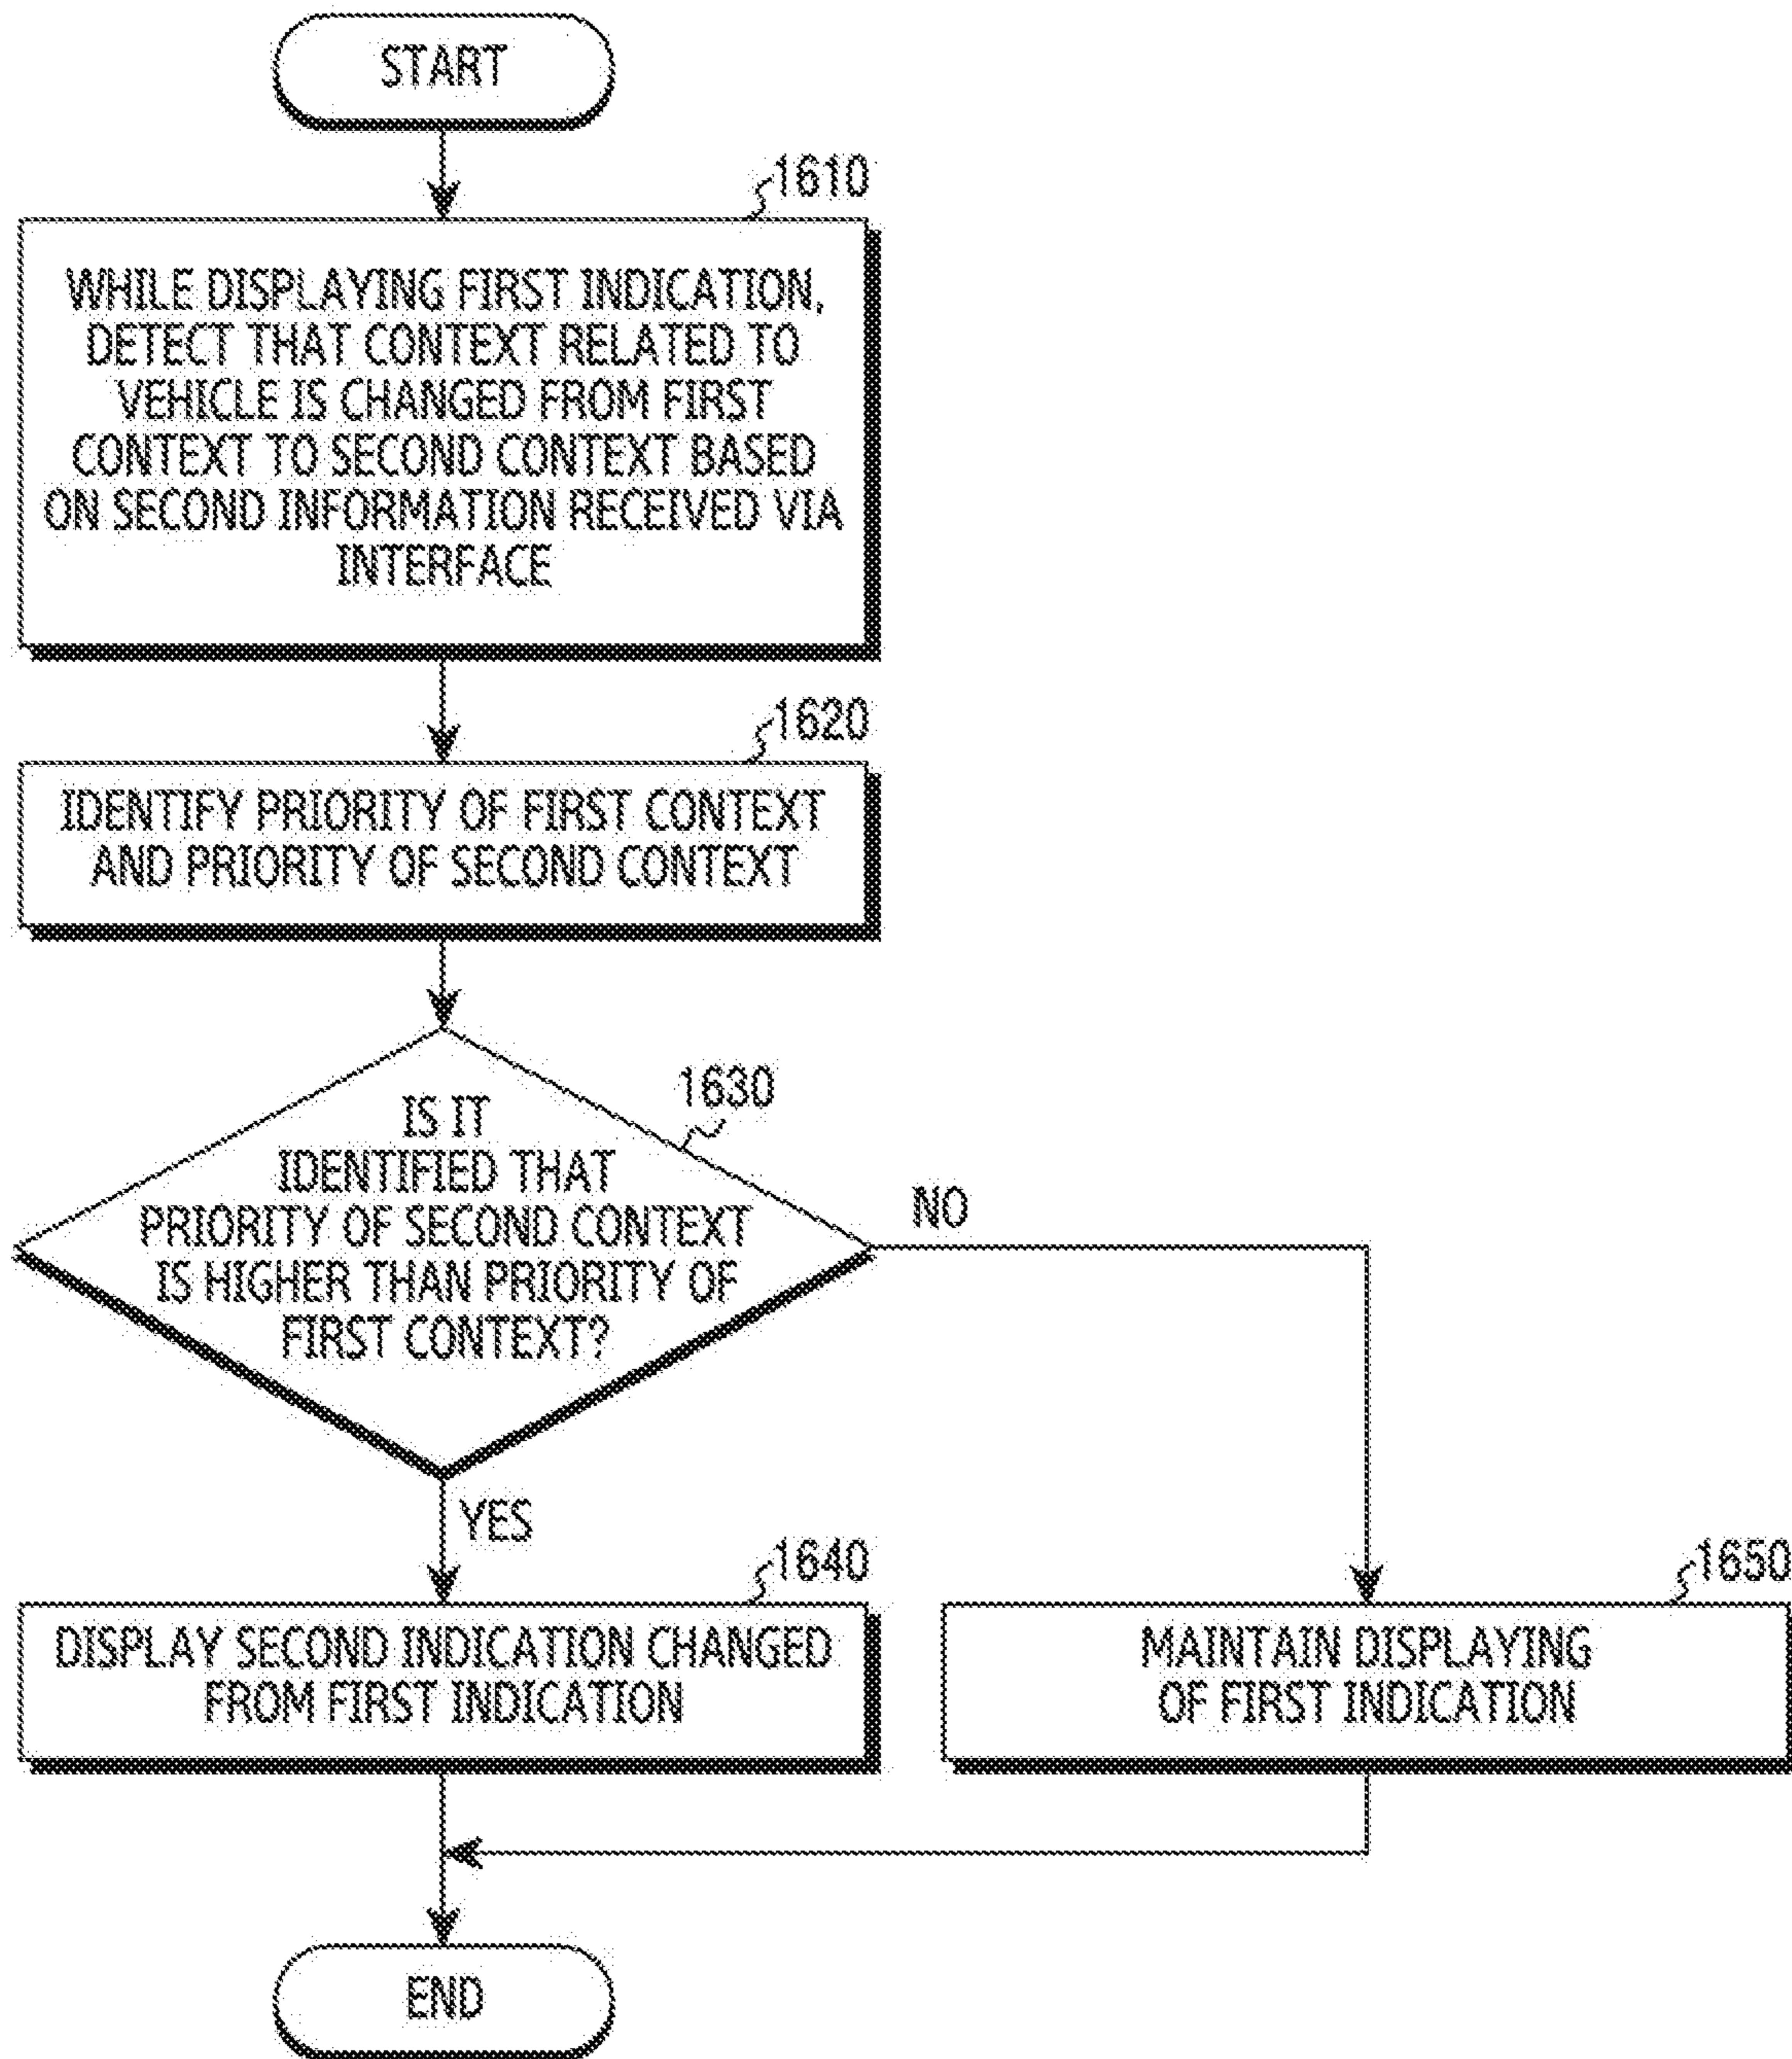 START
1610
WHILE DISPLAYING FIRST INDICATION,
DETECT THAT CONTEXT RELATED TO
VEHICLE IS CHANGED FROM FIRST
CONTEXT TO SECOND CONTEXT BASED
ON SECOND INFORMATION RECEIVED VIA
INTERFACE
1620
IDENTIFY PRIORITY OF FIRST CONTEXT
AND PRIORITY OF SECOND CONTEXT
1630
IS IT
IDENTIFIED THAT
PRIORITY OF SECOND CONTEXT
IS HIGHER THAN PRIORITY OF
FIRST CONTEXT?
NO
YES
1640
DISPLAY SECOND INDICATION CHANGED
FROM FIRST INDICATION
1650
MAINTAIN DISPLAYING
OF FIRST INDICATION
END